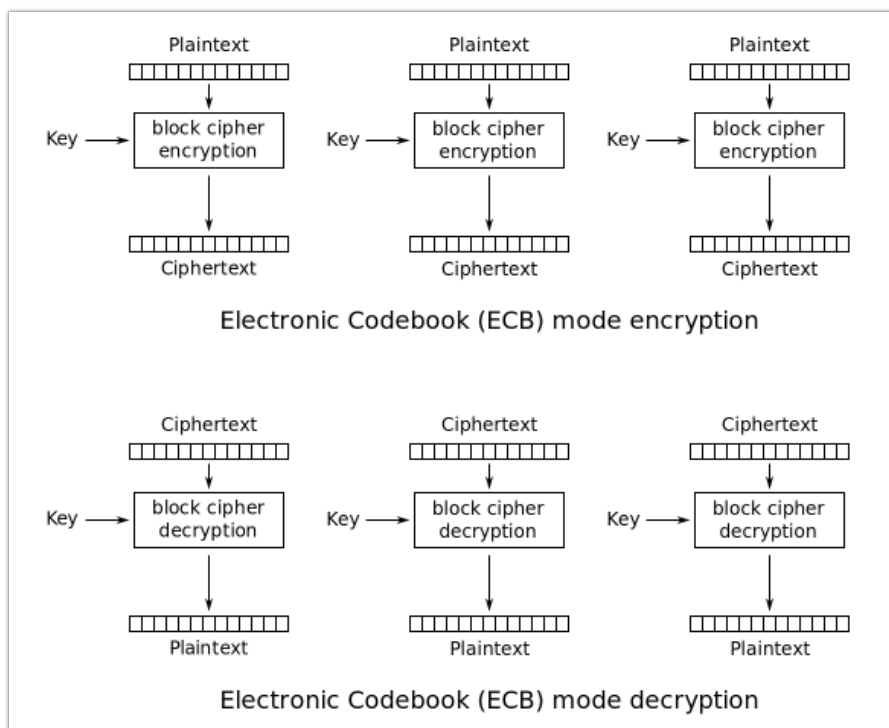 Plaintext Plaintext Plaintext
Key block cipher encryption Key block cipher encryption Key block cipher encryption
Ciphertext Ciphertext Ciphertext
Electronic Codebook (ECB) mode encryption
Ciphertext Ciphertext Ciphertext
Key block cipher decryption Key block cipher decryption Key block cipher decryption
Plaintext Plaintext Plaintext
Electronic Codebook (ECB) mode decryption